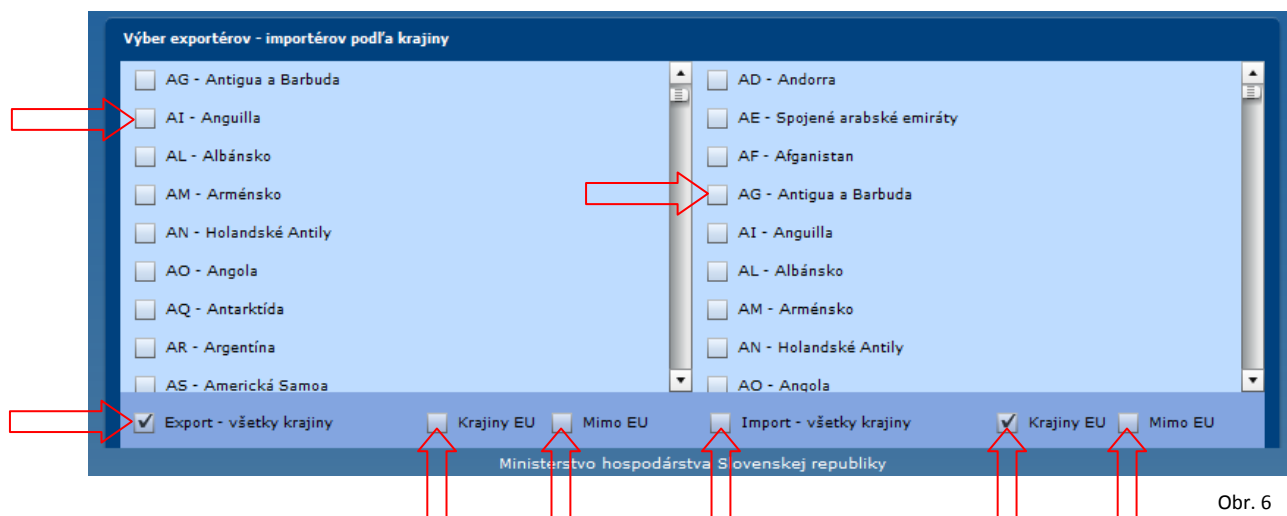 Výber exportérov - importérov podľa krajiny
AG - Antigua a Barbuda
AI - Anguilla
AL - Albánsko
AM - Arménsko
AN - Holandské Antily
AO - Angola
AQ - Antarktída
AR - Argentína
AS - Americká Samoa
AD - Andorra
AE - Spojené arabské emiráty
AF - Afganistan
AG - Antigua a Barbuda
AI - Anguilla
AL - Albánsko
AM - Arménsko
AN - Holandské Antily
AO - Angola
Export - všetky krajiny Krajiny EU Mimo EU Import - všetky krajiny Krajiny EU Mimo EU
Ministerstvo hospodárstva Slovenskej republiky
Obr. 6